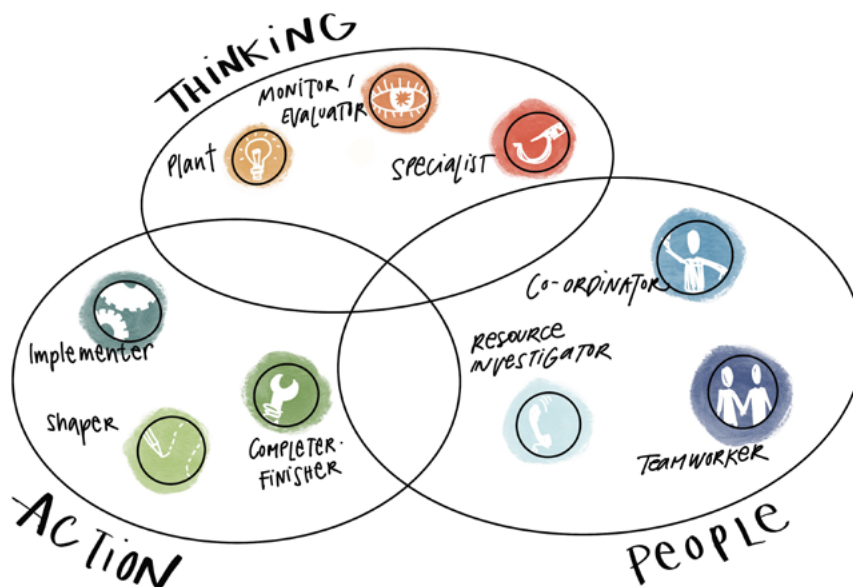 THINKING
MONITOR /
EVALUATOR
Plant
SPECIALIST
CO-ORDINATOR
Implementer
RESOURCE
INVESTIGATOR
Shaper
COMPLETER-
FINISHER
TEAMWORKER
ACTION
PEOPLE